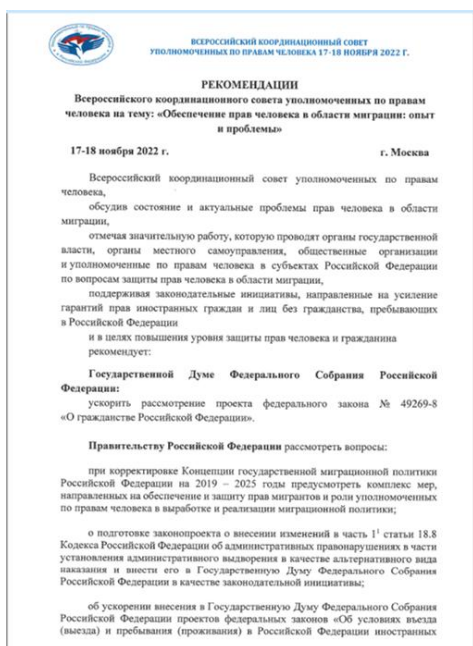 ВСЕРОССИЙСКИЙ КООРДИНАЦИОННЫЙ СОВЕТ
УПОЛНОМОЧЕННЫХ ПО ПРАВАМ ЧЕЛОВЕКА 17-18 НОЯБРЯ 2022 Г.
РЕКОМЕНДАЦИИ
Всероссийского координационного совета уполномоченных по правам
человека на тему: «Обеспечение прав человека в области миграции: опыт
и проблемы»
17-18 ноября 2022 г. г. Москва
Всероссийский координационный совет уполномоченных по правам
человека,
обсудив состояние и актуальные проблемы прав человека в области
миграции,
отмечая значительную работу, которую проводят органы государственной
власти, органы местного самоуправления, общественные организации
и уполномоченные по правам человека в субъектах Российской Федерации
по вопросам защиты прав человека в области миграции,
поддерживая законодательные инициативы, направленные на усиление
гарантий прав иностранных граждан и лиц без гражданства, пребывающих
в Российской Федерации
и в целях повышения уровня защиты прав человека и гражданина
рекомендует:
Государственной Думе Федерального Собрания Российской
Федерации:
ускорить рассмотрение проекта федерального закона № 49269-8
«О гражданстве Российской Федерации».
Правительству Российской Федерации рассмотреть вопросы:
при корректировке Концепции государственной миграционной политики
Российской Федерации на 2019 – 2025 годы предусмотреть комплекс мер,
направленных на обеспечение и защиту прав мигрантов и роли уполномоченных
по правам человека в выработке и реализации миграционной политики;
о подготовке законопроекта о внесении изменений в часть 1¹ статьи 18.8
Кодекса Российской Федерации об административных правонарушениях в части
установления административного выдворения в качестве альтернативного вида
наказания и внести его в Государственную Думу Федерального Собрания
Российской Федерации в качестве законодательной инициативы;
об ускорении внесения в Государственную Думу Федерального Собрания
Российской Федерации проектов федеральных законов «Об условиях въезда
(выезда) и пребывания (проживания) в Российской Федерации иностранных